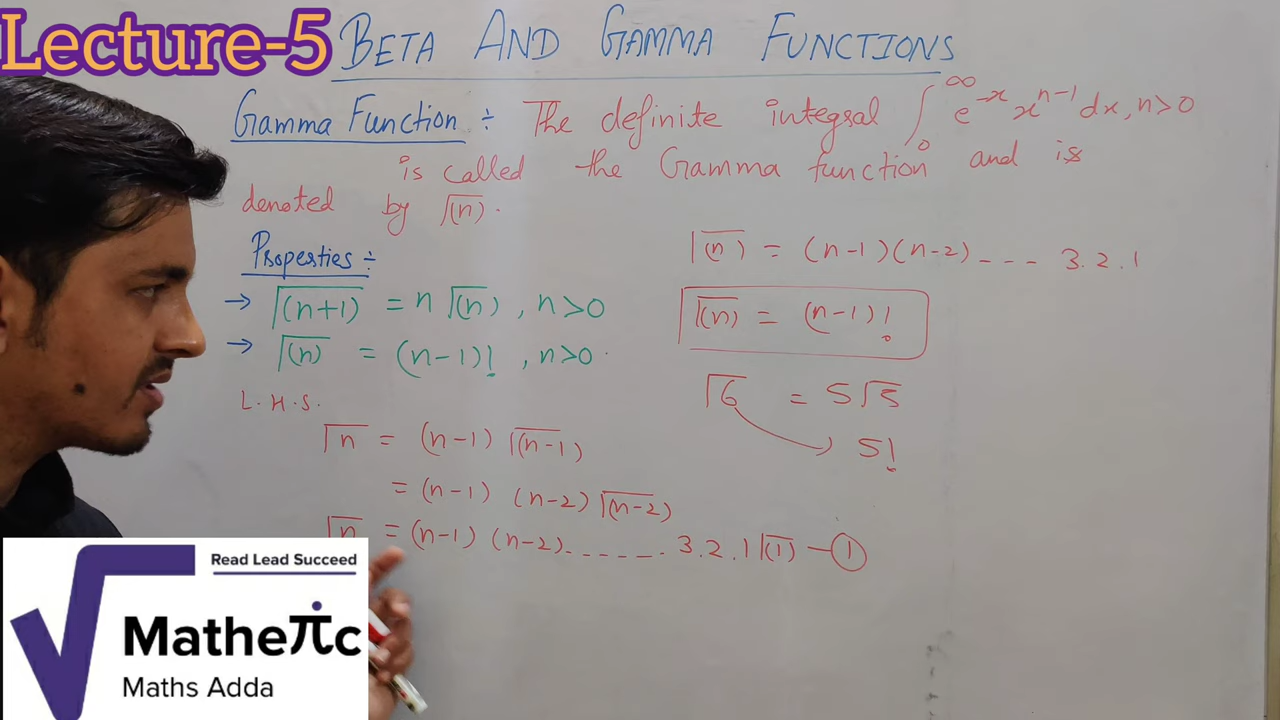 Lecture-5
BETA AND GAMMA FUNCTIONS
Gamma Function ÷ The definite integral ∫₀^∞ e^{-x} x^{n-1} dx, n>0
is called the Gamma function and is
denoted by Γ(n).
Properties ÷
→ Γ(n+1) = n Γ(n), n>0
→ Γ(n) = (n-1)!, n>0.
L.H.S.
Γn = (n-1) Γ(n-1)
= (n-1) (n-2) Γ(n-2)
Γn = (n-1) (n-2)------- 3.2.1 Γ(1) — ①
Γ(n) = (n-1)(n-2)---- 3.2.1
Γ(n) = (n-1)!
Γ6 = 5Γ5
5!
Read Lead Succeed
Matheπc
Maths Adda